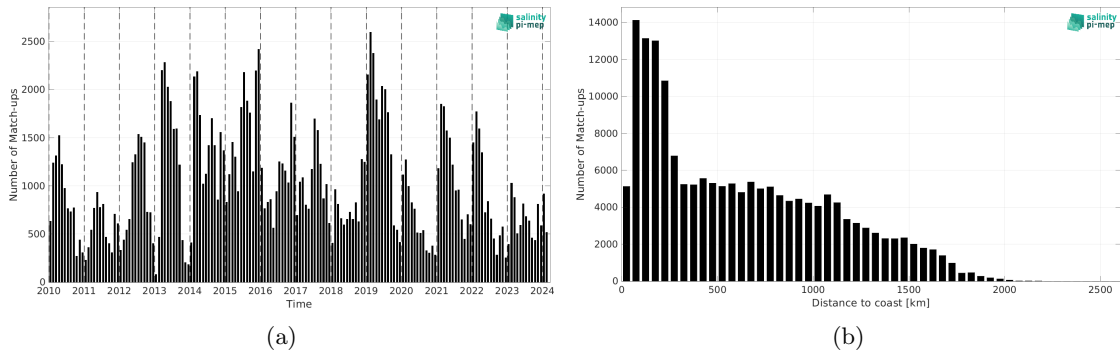 salinity
pi-mep
Number of Match-ups
2500
2000
1500
1000
500
0
2010 2011 2012 2013 2014 2015 2016 2017 2018 2019 2020 2021 2022 2023 2024
Time
(a)
salinity
pi-mep
Number of Match-ups
14000
12000
10000
8000
6000
4000
2000
0
0 500 1000 1500 2000 2500
Distance to coast [km]
(b)